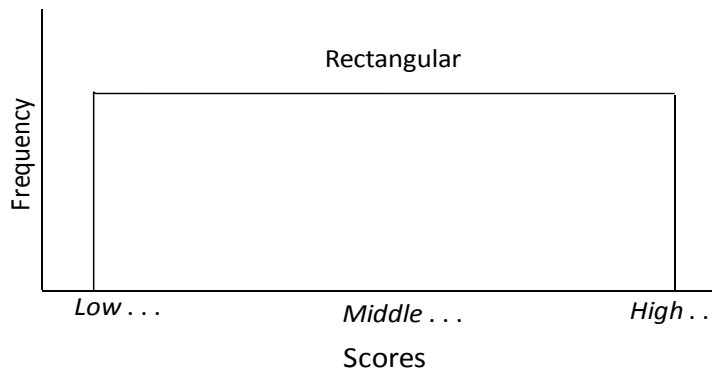 Rectangular
Frequency
Low . . .
Middle . . .
High . .
Scores